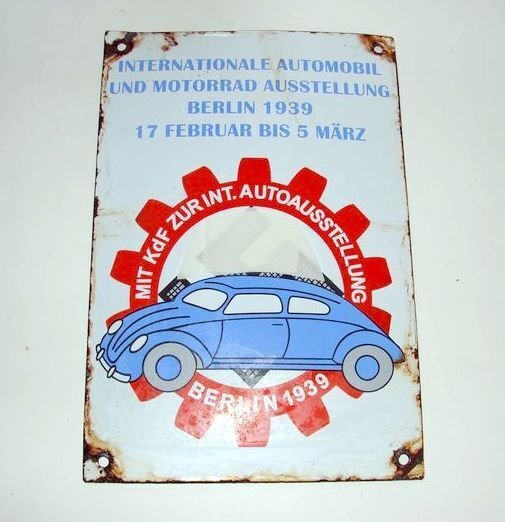 INTERNATIONALE AUTOMOBIL
UND MOTORRAD AUSSTELLUNG
BERLIN 1939
17 FEBRUAR BIS 5 MÄRZ
MIT KdF ZUR INT. AUTOAUSSTELLUNG
BERLIN 1939